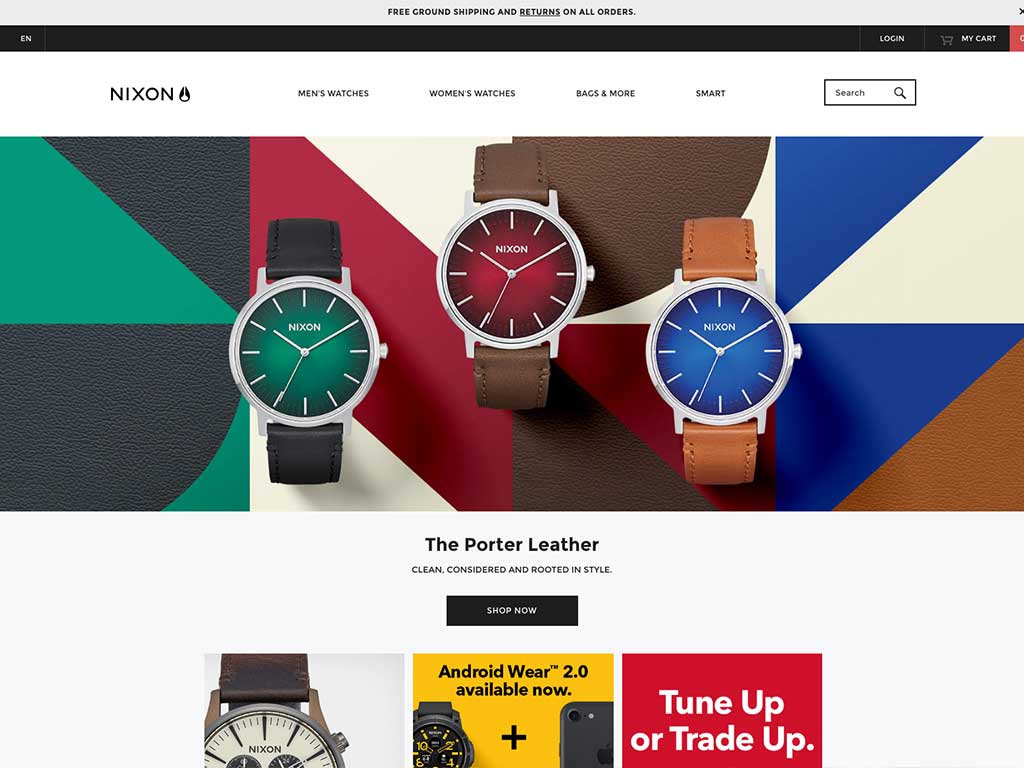 FREE GROUND SHIPPING AND RETURNS ON ALL ORDERS.
EN
LOGIN
MY CART
NIXON
MEN'S WATCHES
WOMEN'S WATCHES
BAGS & MORE
SMART
Search
NIXON
NIXON
NIXON
The Porter Leather
CLEAN, CONSIDERED AND ROOTED IN STYLE.
SHOP NOW
NIXON
Android Wear™ 2.0
available now.
+
Tune Up
or Trade Up.